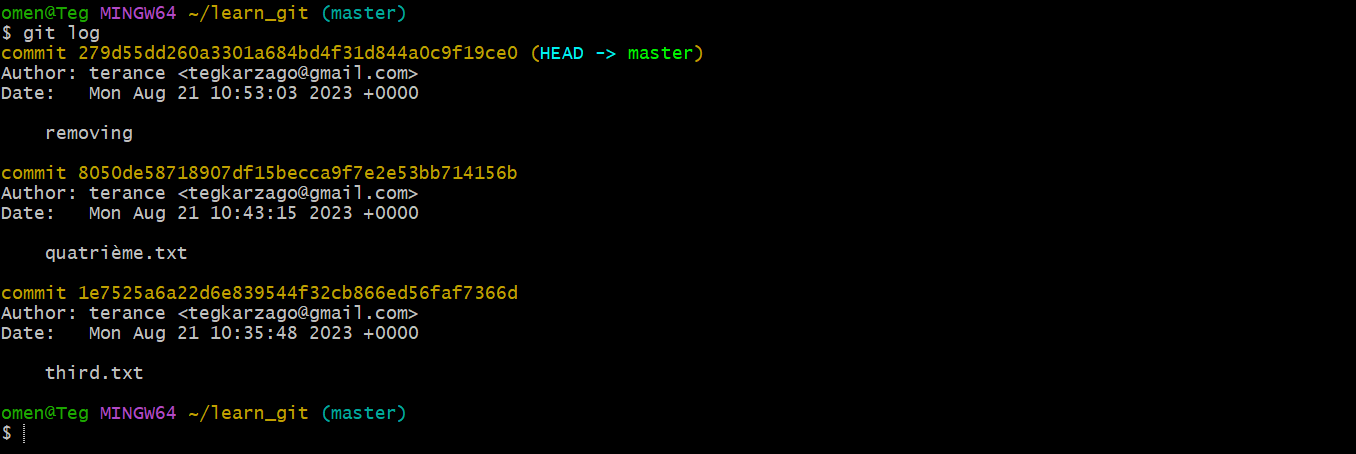 omen@Teg MINGW64 ~/learn_git (master)
$ git log
commit 279d55dd260a3301a684bd4f31d844a0c9f19ce0 (HEAD -> master)
Author: terance <tegkarzago@gmail.com>
Date:   Mon Aug 21 10:53:03 2023 +0000
    removing
commit 8050de58718907df15becca9f7e2e53bb714156b
Author: terance <tegkarzago@gmail.com>
Date:   Mon Aug 21 10:43:15 2023 +0000
    quatrième.txt
commit 1e7525a6a22d6e839544f32cb866ed56faf7366d
Author: terance <tegkarzago@gmail.com>
Date:   Mon Aug 21 10:35:48 2023 +0000
    third.txt
omen@Teg MINGW64 ~/learn_git (master)
$